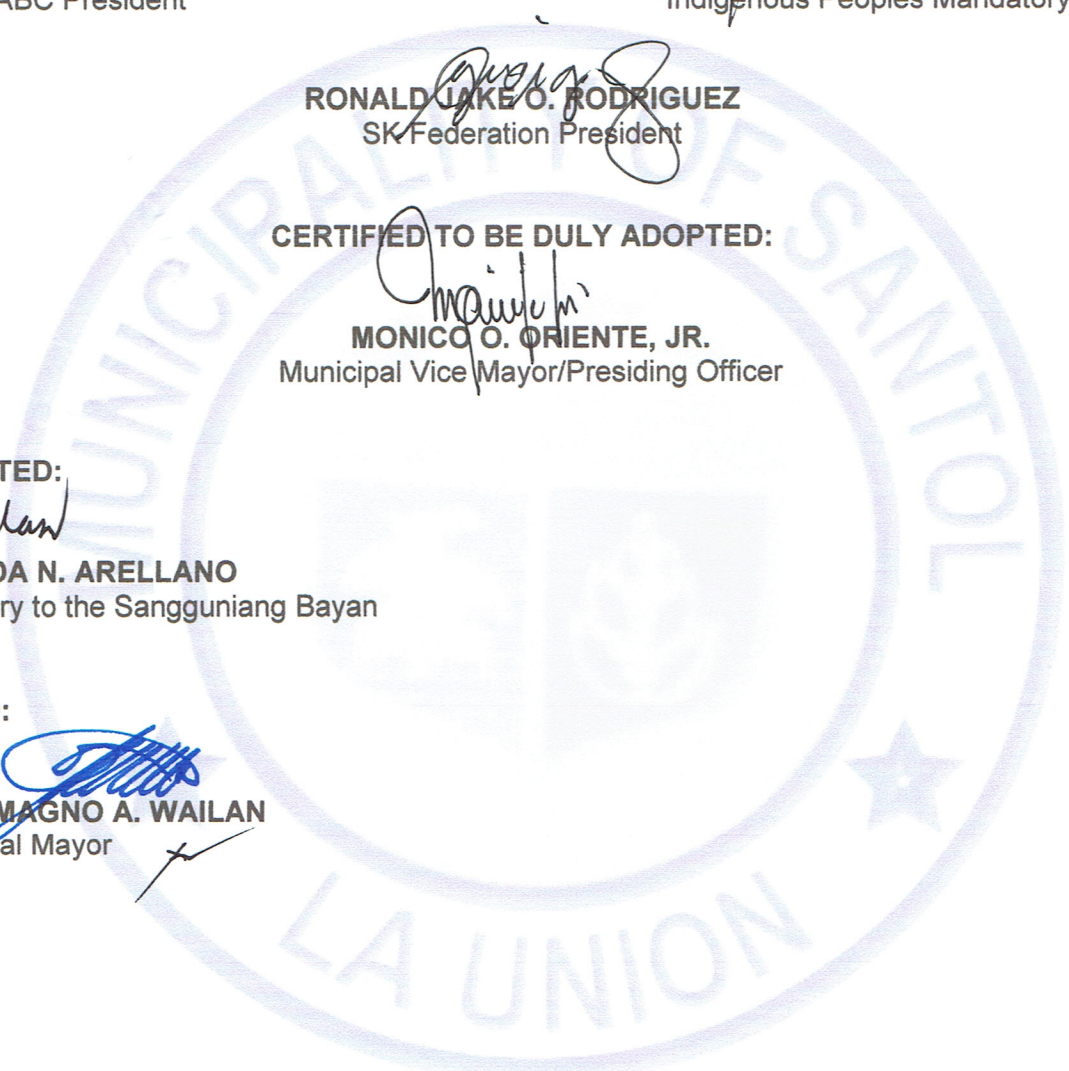 ABC President
Indigenous Peoples Mandatory
RONALD JAKE O. RODRIGUEZ
SK Federation President
CERTIFIED TO BE DULY ADOPTED:
MONICO O. ORIENTE, JR.
Municipal Vice Mayor/Presiding Officer
TED:
DA N. ARELLANO
ry to the Sangguniang Bayan
:
MAGNO A. WAILAN
al Mayor
MUNICIPALITY OF SANTOL
LA UNION